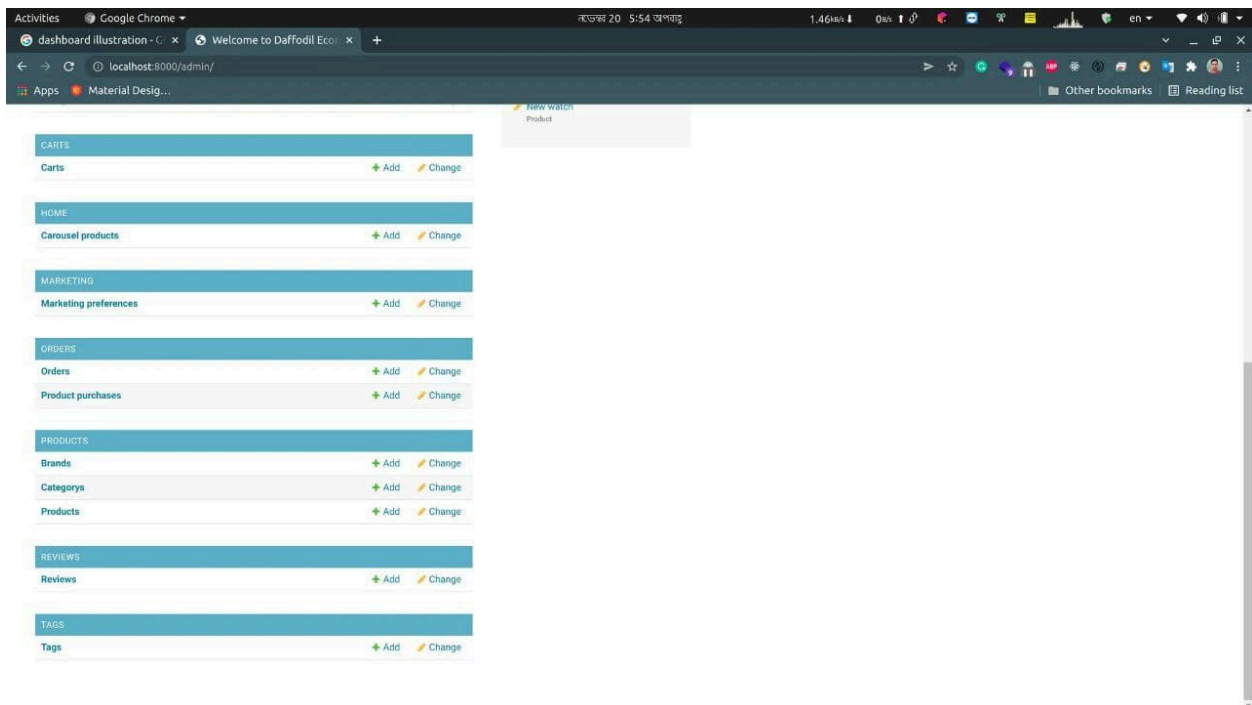 Activities Google Chrome নভেম্বর 20 5:54 অপরাহ্ন 1.46kB/s 0B/s en
dashboard illustration - G Welcome to Daffodil Ecor
localhost:8000/admin/
Apps Material Desig... Other bookmarks Reading list
New watch
Product
CARTS
Carts Add Change
HOME
Carousel products Add Change
MARKETING
Marketing preferences Add Change
ORDERS
Orders Add Change
Product purchases Add Change
PRODUCTS
Brands Add Change
Categorys Add Change
Products Add Change
REVIEWS
Reviews Add Change
TAGS
Tags Add Change